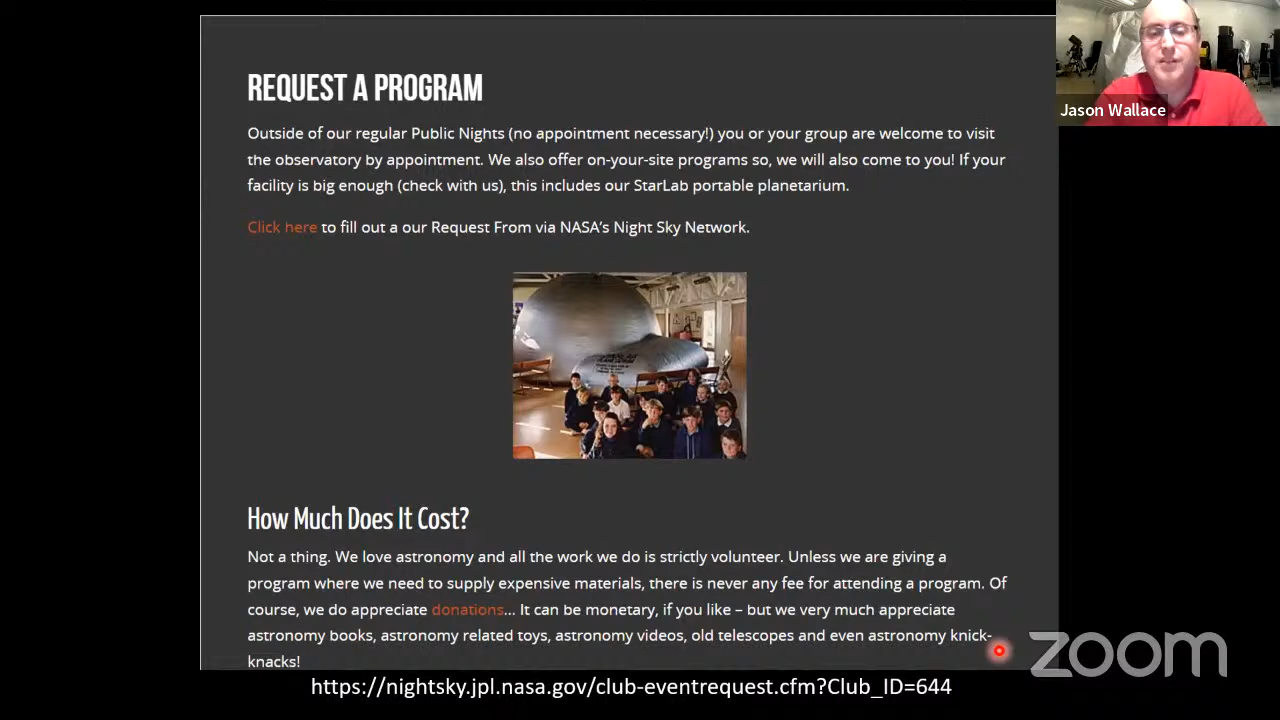 REQUEST A PROGRAM
Outside of our regular Public Nights (no appointment necessary!) you or your group are welcome to visit
the observatory by appointment. We also offer on-your-site programs so, we will also come to you! If your
facility is big enough (check with us), this includes our StarLab portable planetarium.
Click here to fill out a our Request From via NASA’s Night Sky Network.
How Much Does It Cost?
Not a thing. We love astronomy and all the work we do is strictly volunteer. Unless we are giving a
program where we need to supply expensive materials, there is never any fee for attending a program. Of
course, we do appreciate donations... It can be monetary, if you like – but we very much appreciate
astronomy books, astronomy related toys, astronomy videos, old telescopes and even astronomy knick-
knacks!
https://nightsky.jpl.nasa.gov/club-eventrequest.cfm?Club_ID=644
Jason Wallace
zoom